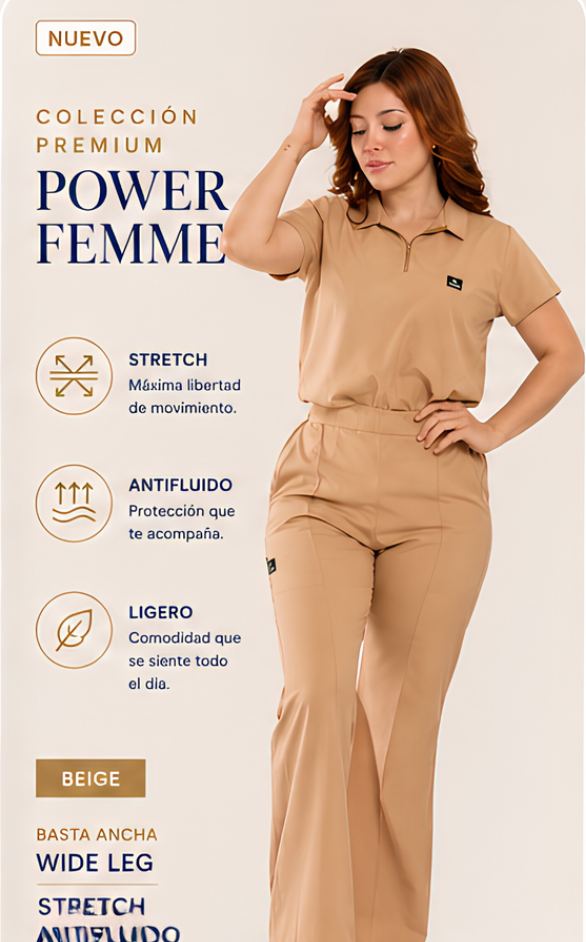 NUEVO
COLECCIÓN
PREMIUM
POWER
FEMME
STRETCH
Máxima libertad
de movimiento.
ANTIFLUIDO
Protección que
te acompaña.
LIGERO
Comodidad que
se siente todo
el día.
BEIGE
BASTA ANCHA
WIDE LEG
STRETCH
ANTIFLUIDO